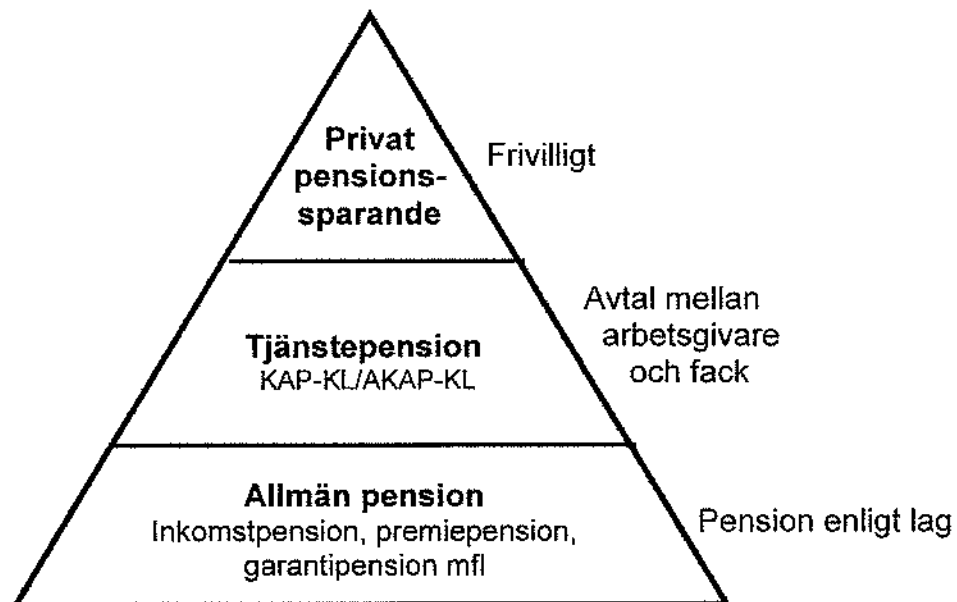 Privat
pensions-
sparande
Frivilligt
Tjänstepension
KAP-KL/AKAP-KL
Avtal mellan
arbetsgivare
och fack
Allmän pension
Inkomstpension, premiepension,
garantipension mfl
Pension enligt lag